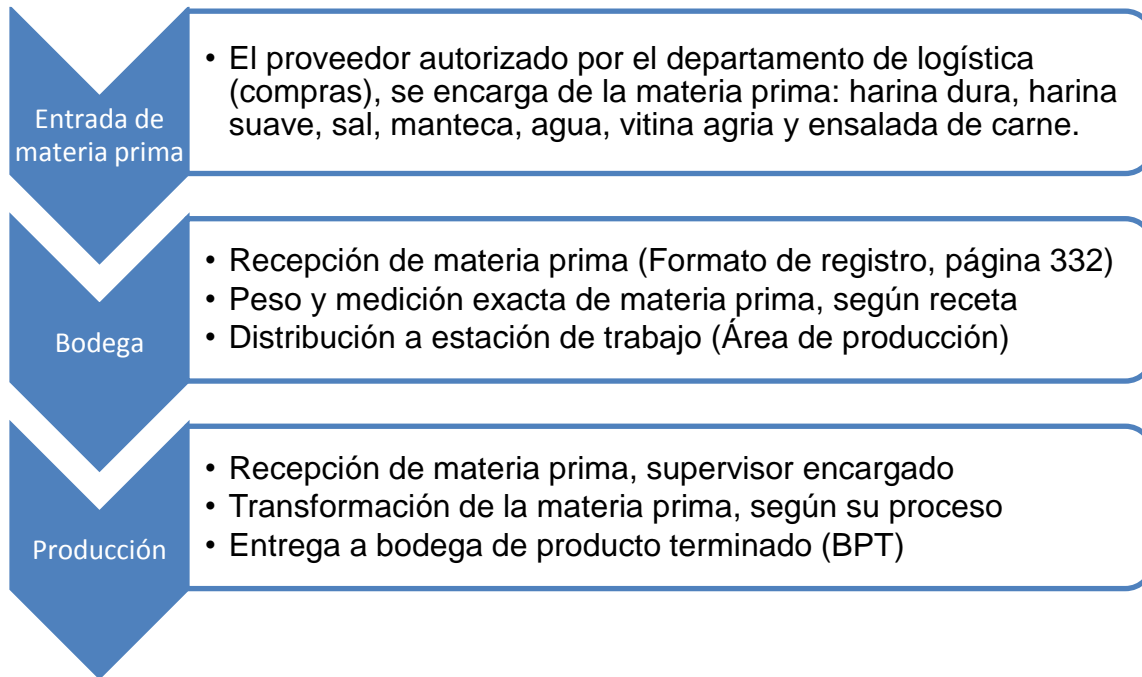 Entrada de
materia prima
• El proveedor autorizado por el departamento de logística
(compras), se encarga de la materia prima: harina dura, harina
suave, sal, manteca, agua, vitina agria y ensalada de carne.
Bodega
• Recepción de materia prima (Formato de registro, página 332)
• Peso y medición exacta de materia prima, según receta
• Distribución a estación de trabajo (Área de producción)
Producción
• Recepción de materia prima, supervisor encargado
• Transformación de la materia prima, según su proceso
• Entrega a bodega de producto terminado (BPT)